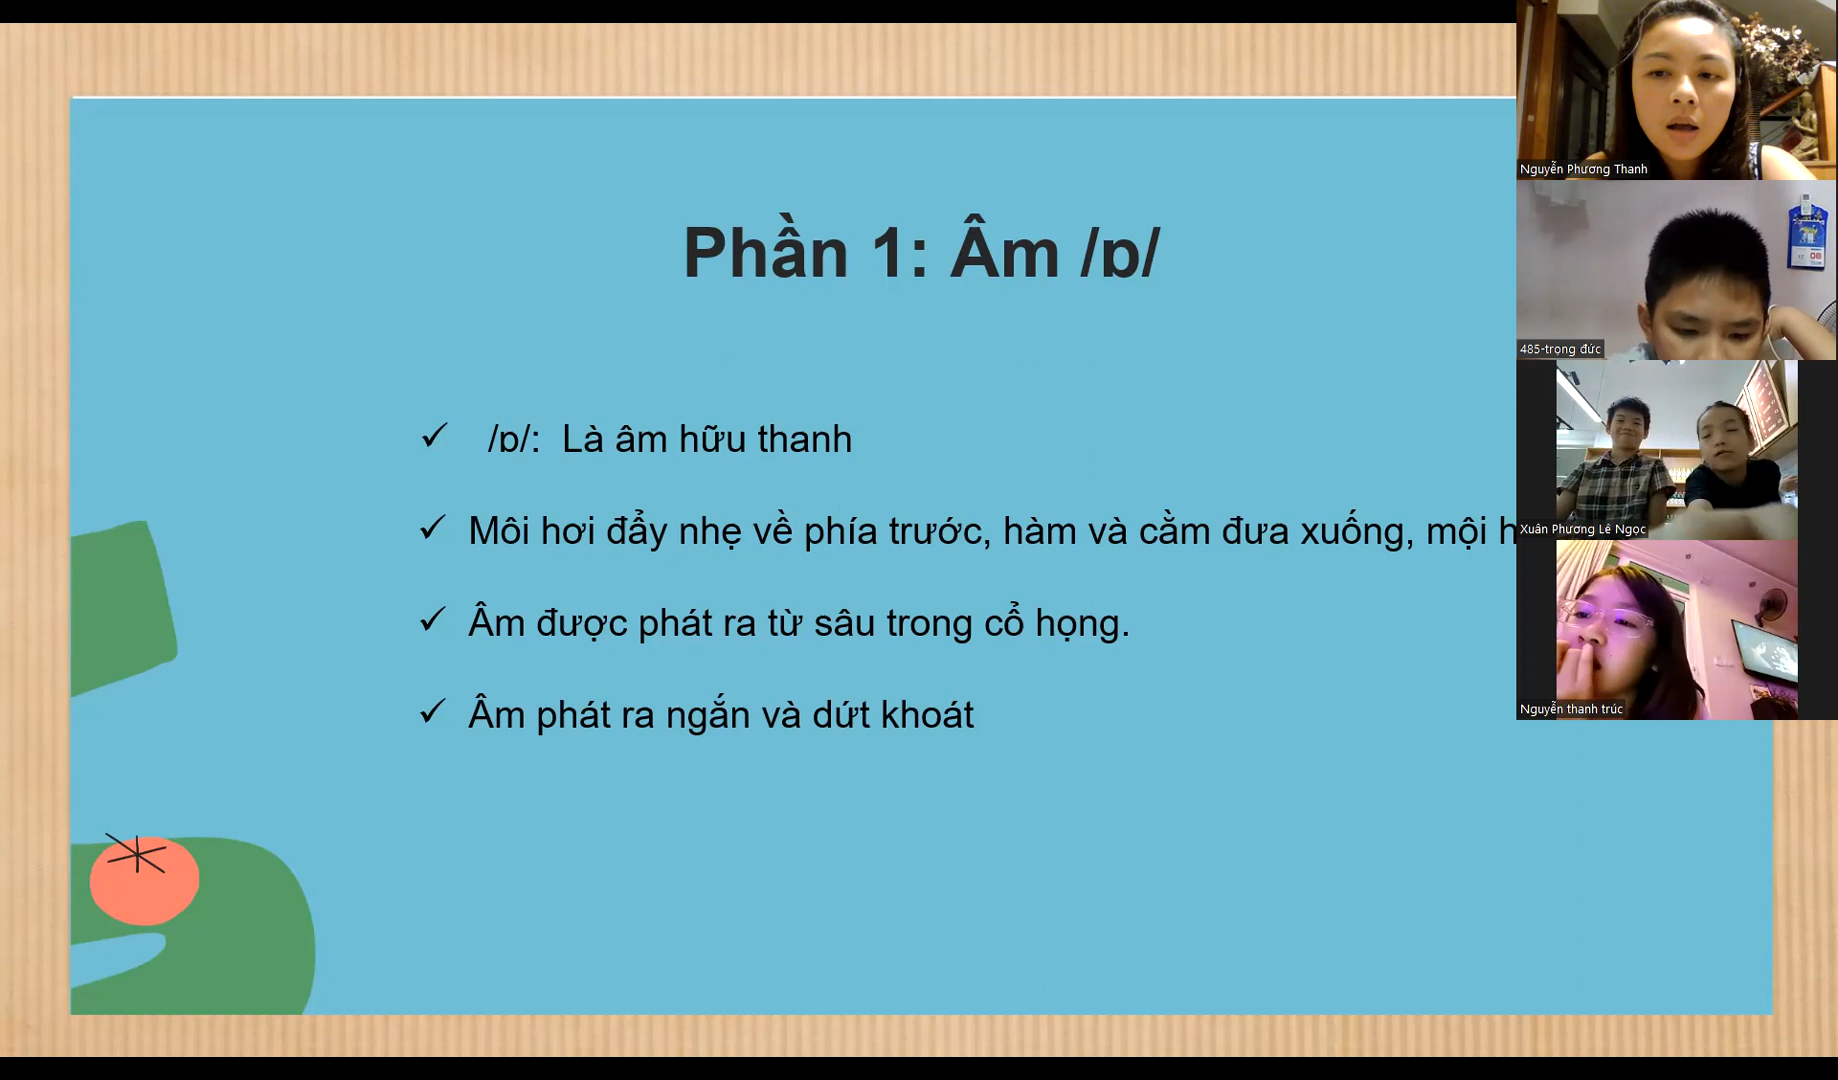 Phần 1: Âm /ɒ/
/ɒ/: Là âm hữu thanh
Môi hơi đẩy nhẹ về phía trước, hàm và cằm đưa xuống, mội
Âm được phát ra từ sâu trong cổ họng.
Âm phát ra ngắn và dứt khoát
Nguyễn Phương Thanh
485-trọng đức
Xuân Phương Lê Ngọc
Nguyễn thanh trúc